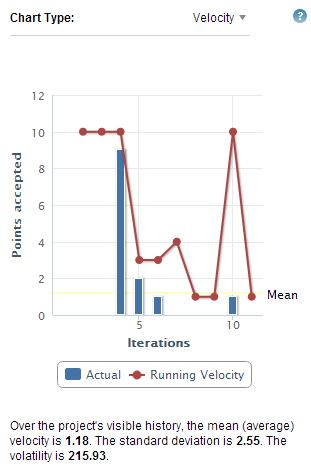 Chart Type: Velocity ▼ ?
12
10
8
6
4
2
0
Points accepted
5 10
Iterations
Mean
Actual Running Velocity
Over the project's visible history, the mean (average)
velocity is 1.18. The standard deviation is 2.55. The
volatility is 215.93.